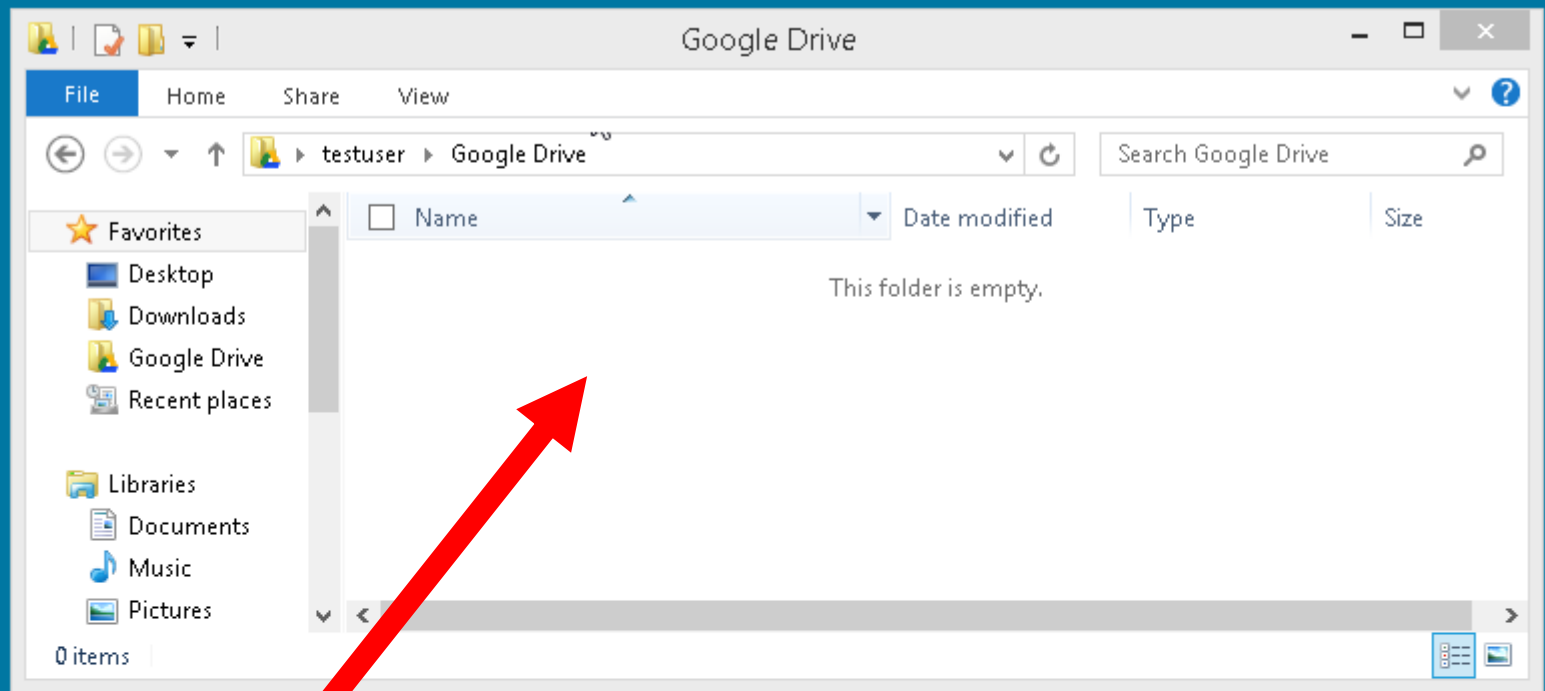 Google Drive
File Home Share View
testuser Google Drive Search Google Drive
Name Date modified Type Size
This folder is empty.
Favorites
Desktop
Downloads
Google Drive
Recent places
Libraries
Documents
Music
Pictures
0 items